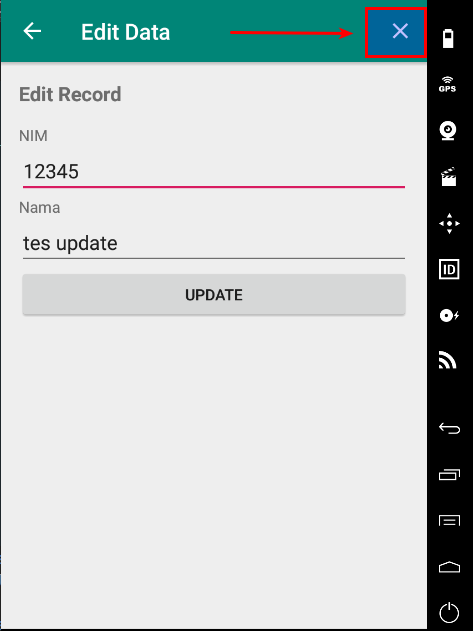 Edit Data
GPS
Edit Record
NIM
12345
ID
Nama
tes update
UPDATE